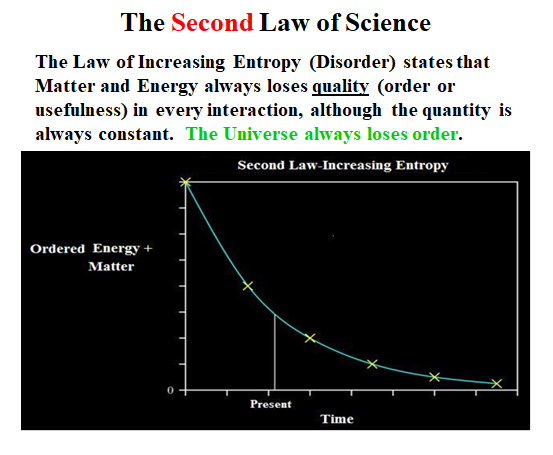 The Second Law of Science
The Law of Increasing Entropy (Disorder) states that
Matter and Energy always loses quality (order or
usefulness) in every interaction, although the quantity is
always constant. The Universe always loses order.
Second Law-Increasing Entropy
Ordered Energy +
Matter
0
Present
Time